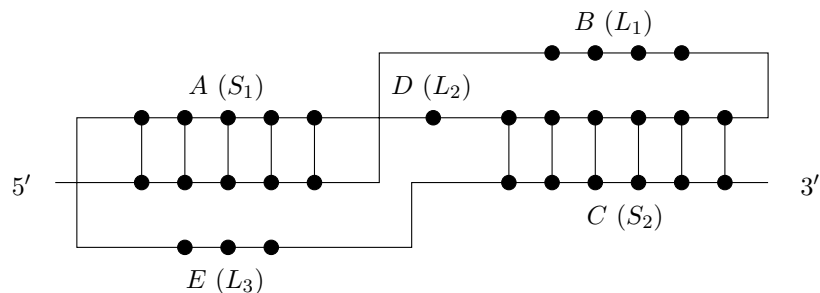 B (L₁)
A (S₁)
D (L₂)
5′
3′
C (S₂)
E (L₃)